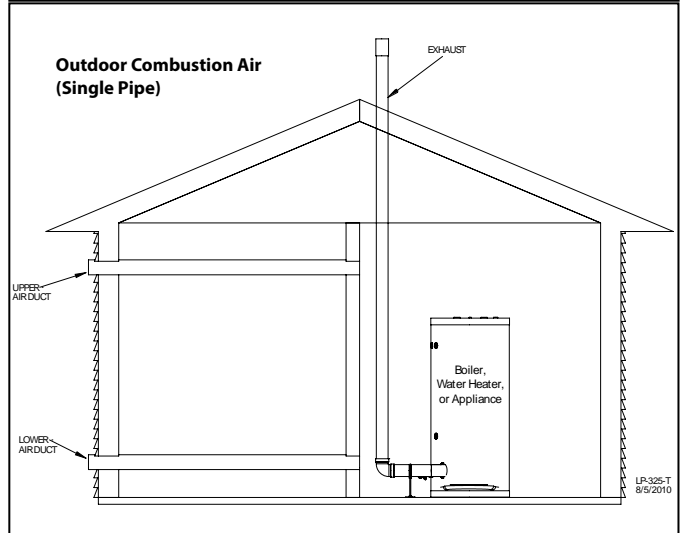 Outdoor Combustion Air
(Single Pipe)
EXHAUST
UPPER
AIR DUCT
Boiler,
Water Heater,
or Appliance
LOWER
AIR DUCT
LP-325-T
8/5/2010